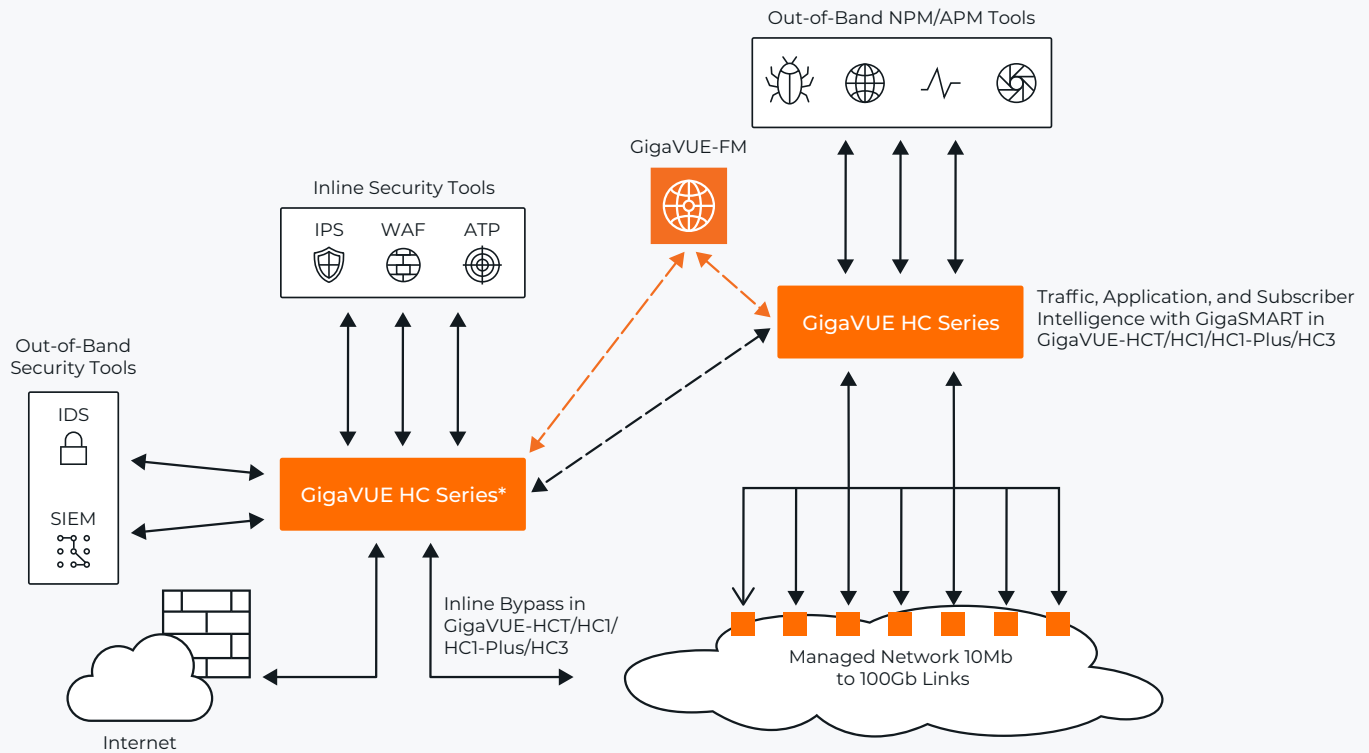 Out-of-Band NPM/APM Tools
GigaVUE-FM
Inline Security Tools
IPS WAF ATP
GigaVUE HC Series
Traffic, Application, and Subscriber
Intelligence with GigaSMART in
GigaVUE-HCT/HC1/HC1-Plus/HC3
Out-of-Band
Security Tools
IDS
SIEM
GigaVUE HC Series*
Inline Bypass in
GigaVUE-HCT/HC1/
HC1-Plus/HC3
Managed Network 10Mb
to 100Gb Links
Internet